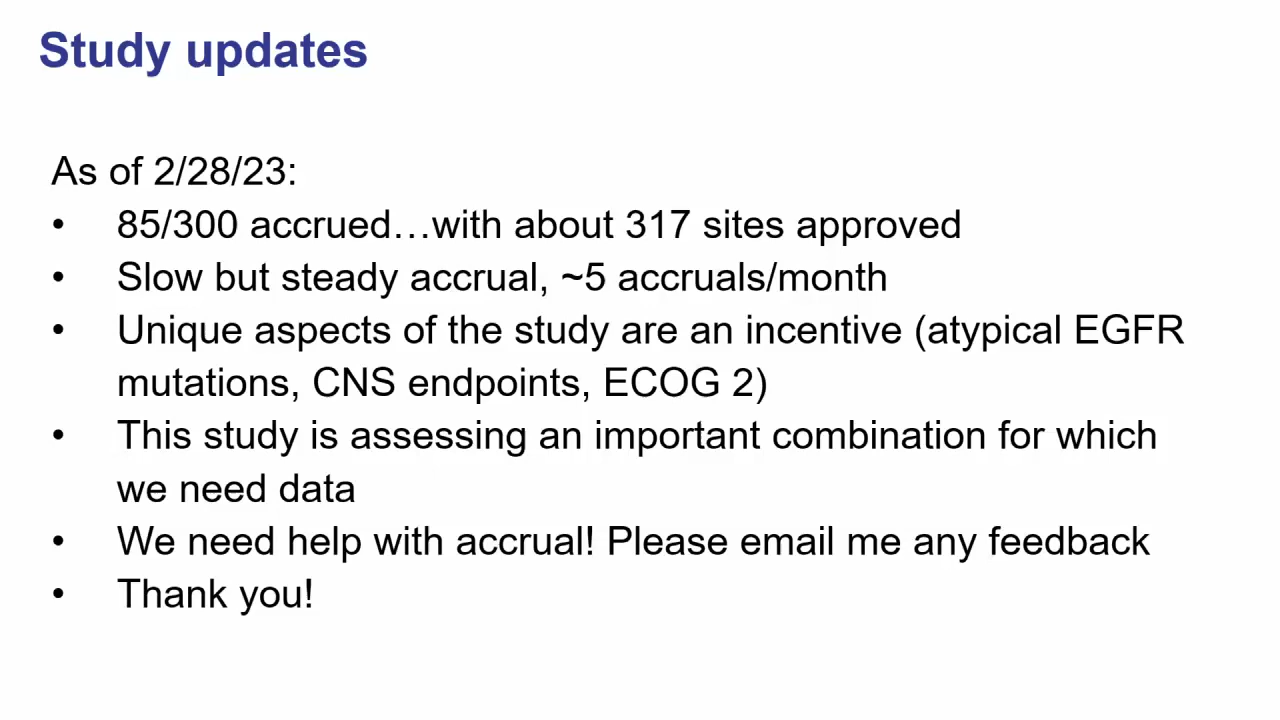 Study updates
As of 2/28/23:
• 85/300 accrued…with about 317 sites approved
• Slow but steady accrual, ~5 accruals/month
• Unique aspects of the study are an incentive (atypical EGFR
mutations, CNS endpoints, ECOG 2)
• This study is assessing an important combination for which
we need data
• We need help with accrual! Please email me any feedback
• Thank you!